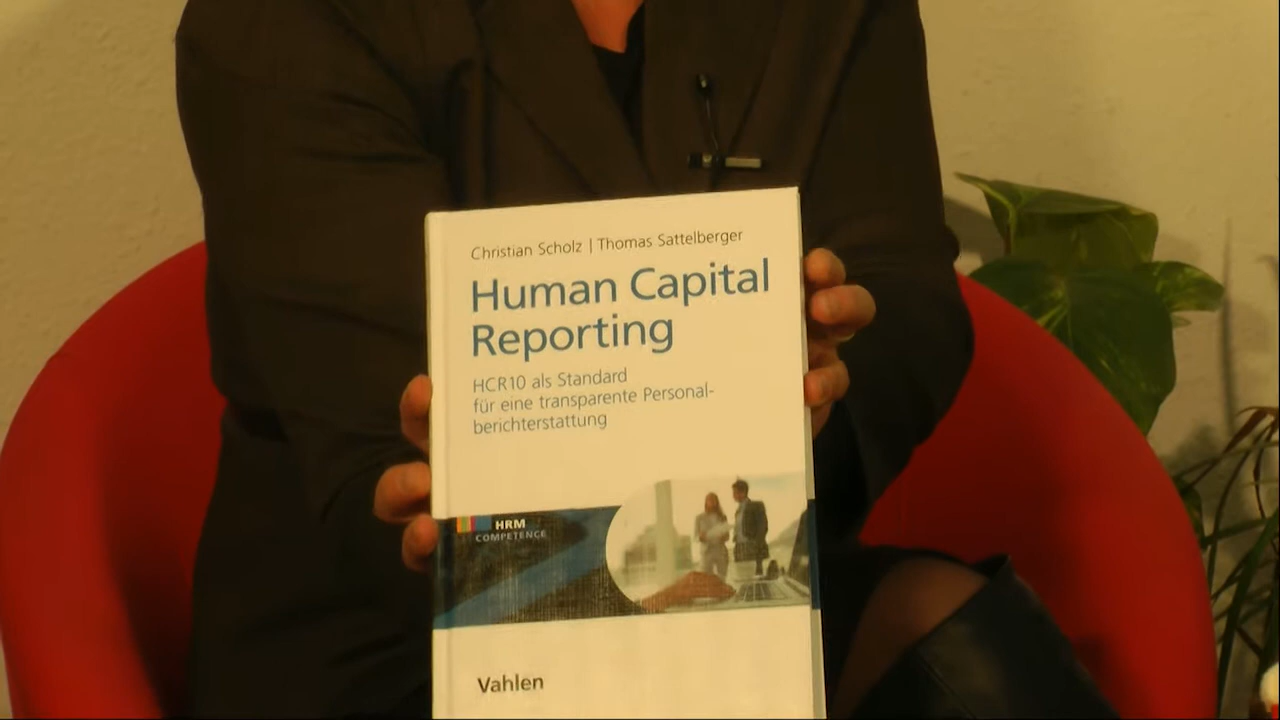 Christian Scholz | Thomas Sattelberger
Human Capital
Reporting
HCR10 als Standard
für eine transparente Personal-
berichterstattung
HRM
COMPETENCE
Vahlen